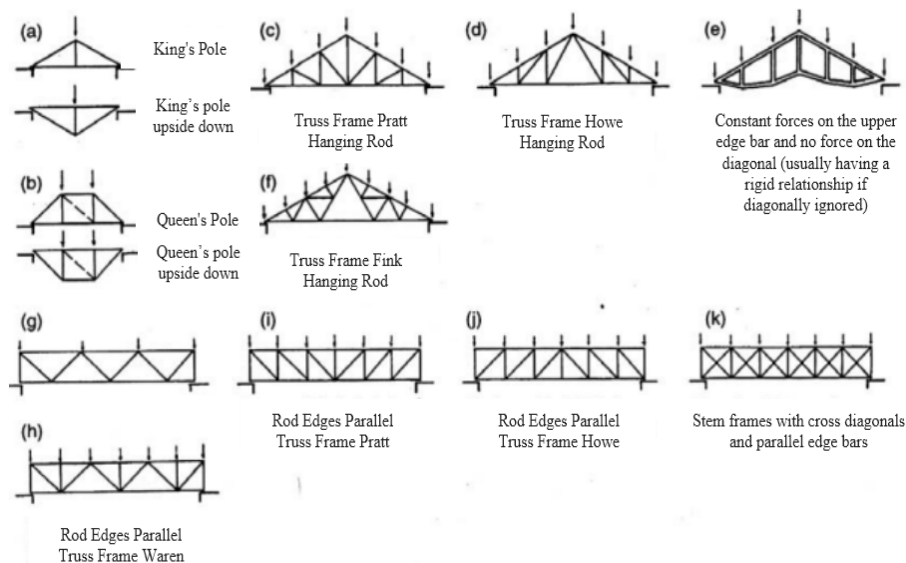 (a)
King's Pole
King's pole
upside down
(c)
Truss Frame Pratt
Hanging Rod
(d)
Truss Frame Howe
Hanging Rod
(e)
Constant forces on the upper
edge bar and no force on the
diagonal (usually having a
rigid relationship if
diagonally ignored)
(b)
Queen's Pole
Queen's pole
upside down
(f)
Truss Frame Fink
Hanging Rod
(g)
(i)
Rod Edges Parallel
Truss Frame Pratt
(j)
Rod Edges Parallel
Truss Frame Howe
(k)
Stem frames with cross diagonals
and parallel edge bars
(h)
Rod Edges Parallel
Truss Frame Waren